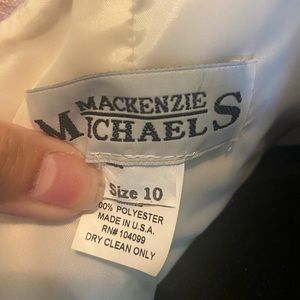 MACKENZIE
MICHAELS
Size 10
00% POLYESTER
MADE IN U.S.A.
RN# 104099
DRY CLEAN ONLY